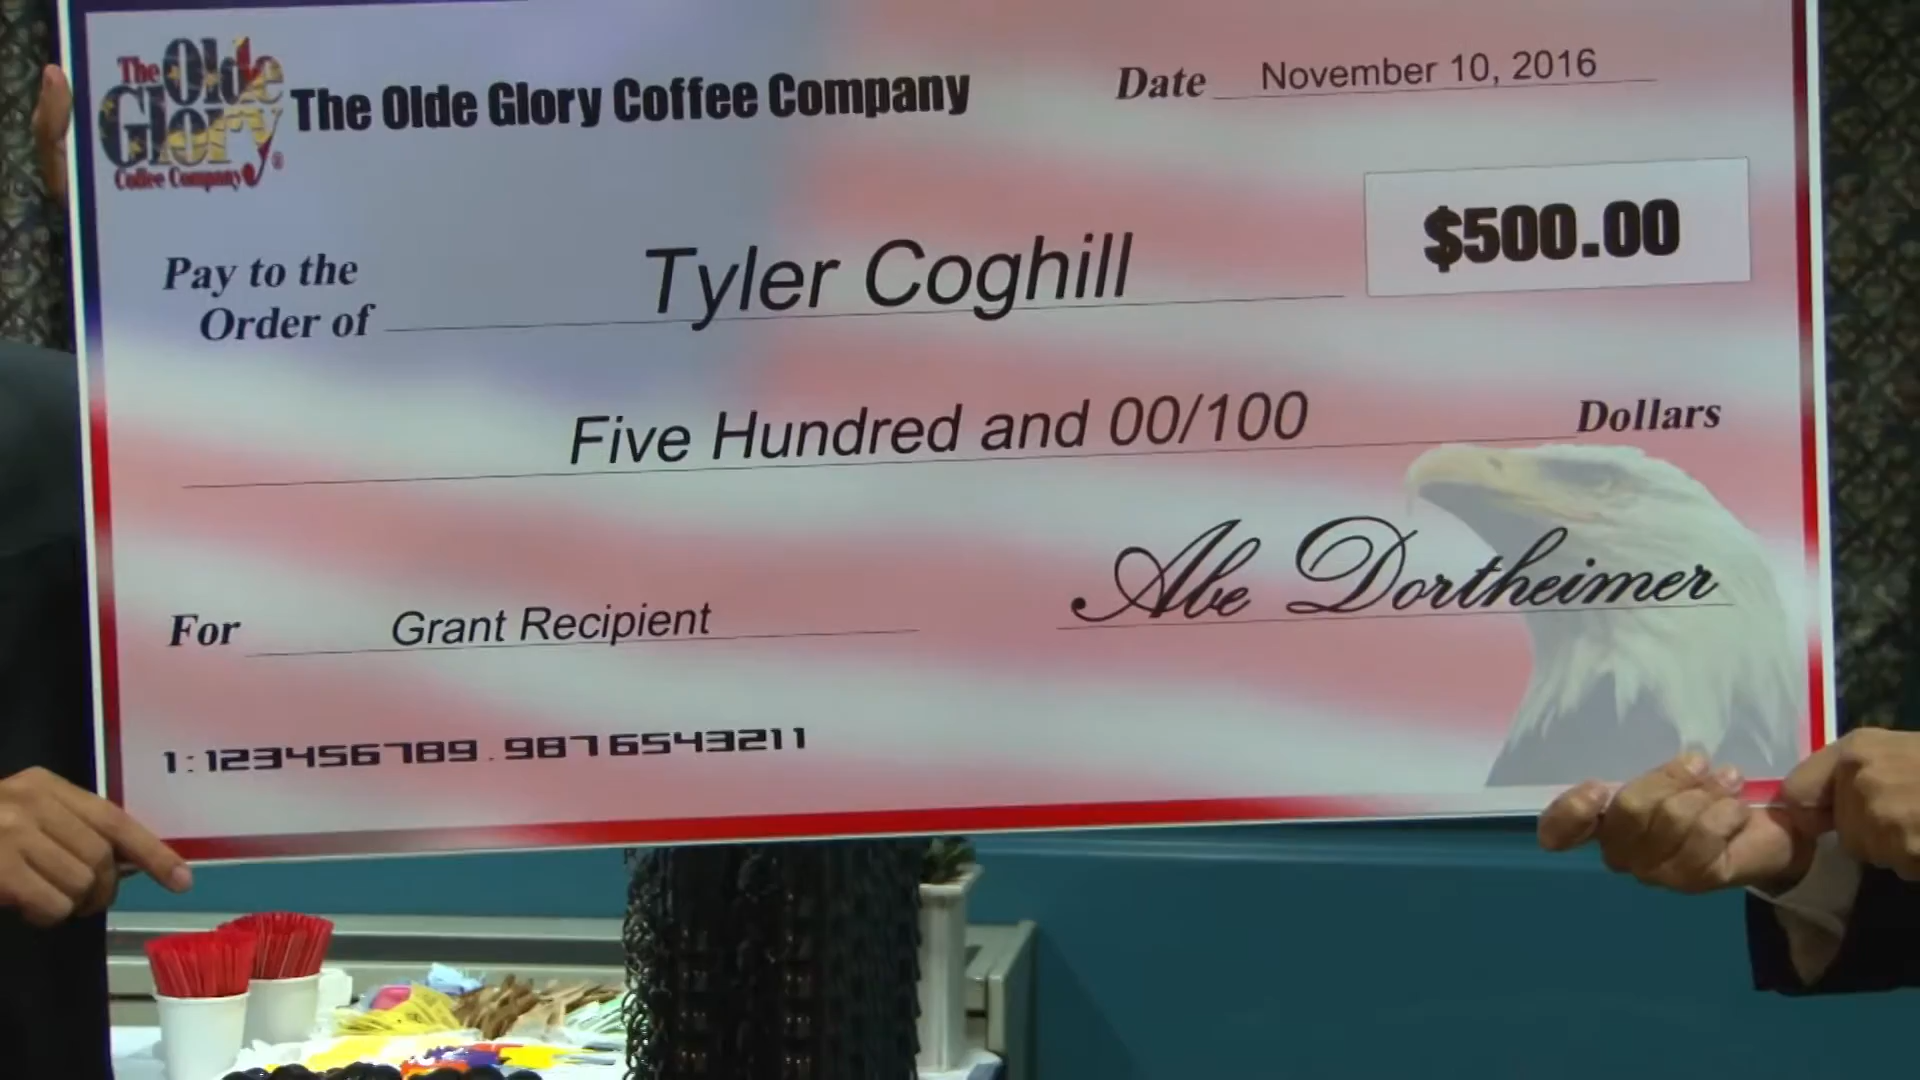 The Olde Glory Coffee Company®
The Olde Glory Coffee Company
Date November 10, 2016
$500.00
Pay to the
Order of Tyler Coghill
Five Hundred and 00/100 Dollars
For Grant Recipient
Abe Dortheimer
1:123456789.9876543211